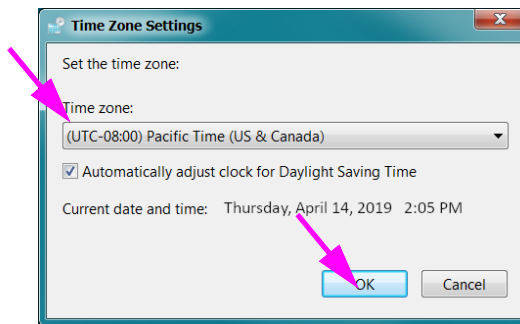 Time Zone Settings
Set the time zone:
Time zone:
(UTC-08:00) Pacific Time (US & Canada)
Automatically adjust clock for Daylight Saving Time
Current date and time: Thursday, April 14, 2019 2:05 PM
OK Cancel